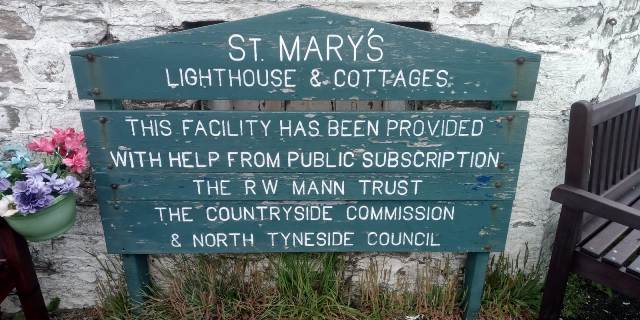 ST. MARY'S
LIGHTHOUSE & COTTAGES
THIS FACILITY HAS BEEN PROVIDED
WITH HELP FROM PUBLIC SUBSCRIPTION
THE R W MANN TRUST
THE COUNTRYSIDE COMMISSION
& NORTH TYNESIDE COUNCIL